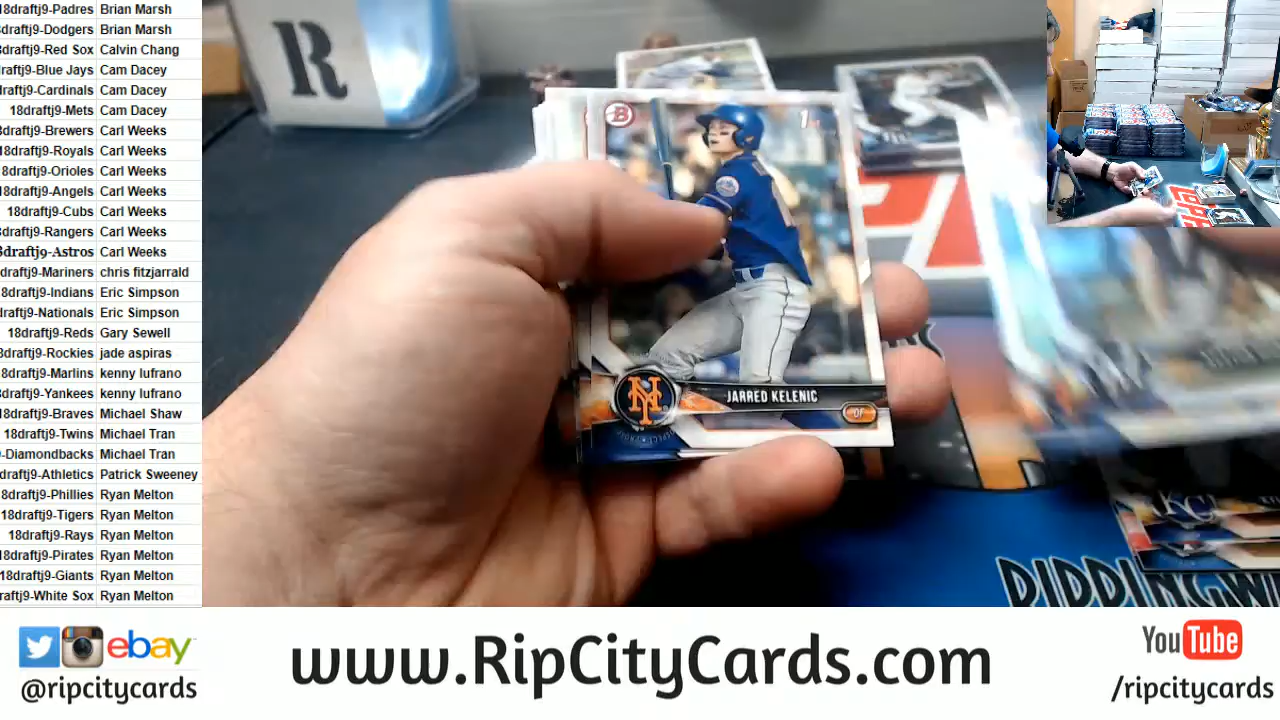 18draftj9-Padres Brian Marsh
8draftj9-Dodgers Brian Marsh
8draftj9-Red Sox Calvin Chang
raftj9-Blue Jays Cam Dacey
draftj9-Cardinals Cam Dacey
18draftj9-Mets Cam Dacey
8draftj9-Brewers Carl Weeks
18draftj9-Royals Carl Weeks
8draftj9-Orioles Carl Weeks
18draftj9-Angels Carl Weeks
18draftj9-Cubs Carl Weeks
8draftj9-Rangers Carl Weeks
8draftj9-Astros Carl Weeks
draftj9-Mariners chris fitzjarrald
8draftj9-Indians Eric Simpson
draftj9-Nationals Eric Simpson
18draftj9-Reds Gary Sewell
8draftj9-Rockies jade aspiras
8draftj9-Marlins kenny lufrano
8draftj9-Yankees kenny lufrano
18draftj9-Braves Michael Shaw
18draftj9-Twins Michael Tran
-Diamondbacks Michael Tran
draftj9-Athletics Patrick Sweeney
8draftj9-Phillies Ryan Melton
18draftj9-Tigers Ryan Melton
18draftj9-Rays Ryan Melton
8draftj9-Pirates Ryan Melton
18draftj9-Giants Ryan Melton
raftj9-White Sox Ryan Melton
R
B
NY
JARRED KELENIC
OF
KC
RIPPINGW
ebay
@ripcitycards
www.RipCityCards.com
YouTube
/ripcitycards